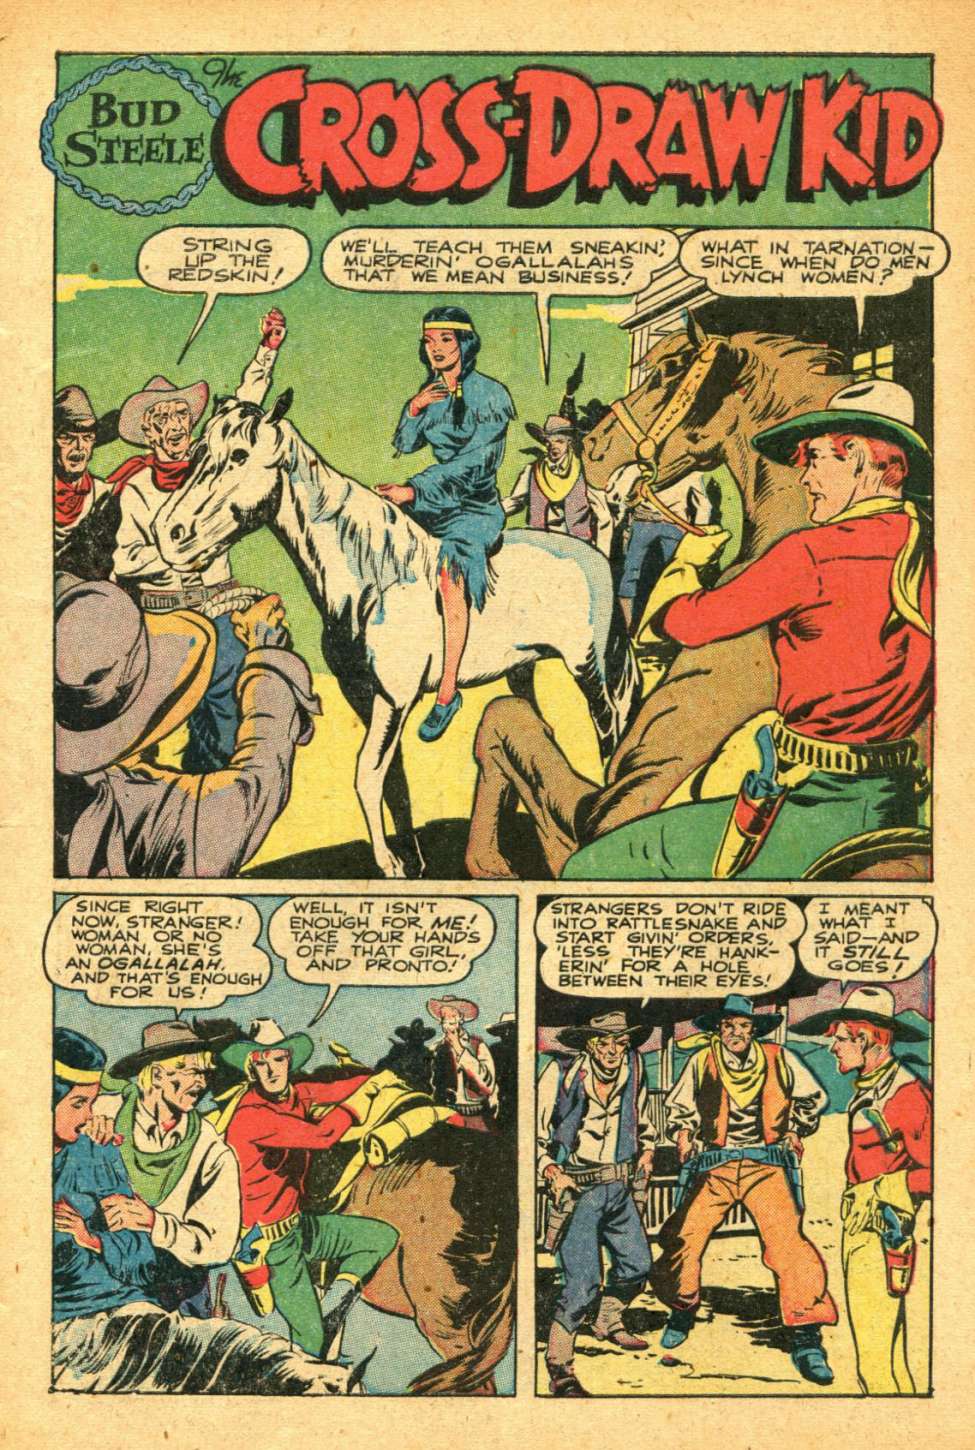 BUD
STEELE
The
CROSS-DRAW KID
STRING
UP THE
REDSKIN!
WE'LL TEACH THEM SNEAKIN',
MURDERIN' OGALLALAHS
THAT WE MEAN BUSINESS!
WHAT IN TARNATION—
SINCE WHEN DO MEN
LYNCH WOMEN?
SINCE RIGHT
NOW, STRANGER!
WOMAN OR NO
WOMAN, SHE'S
AN OGALLALAH,
AND THAT'S ENOUGH
FOR US!
WELL, IT ISN'T
ENOUGH FOR ME!
TAKE YOUR HANDS
OFF THAT GIRL,
AND PRONTO!
STRANGERS DON'T RIDE
INTO RATTLESNAKE AND
START GIVIN' ORDERS,
'LESS THEY'RE HANK-
ERIN' FOR A HOLE
BETWEEN THEIR EYES!
I MEANT
WHAT I
SAID—AND
IT STILL
GOES!